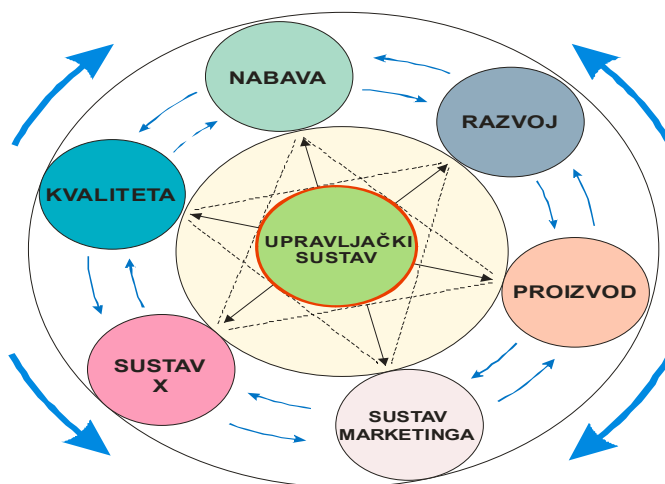 NABAVA
RAZVOJ
KVALITETA
UPRAVLJAČKI
SUSTAV
PROIZVOD
SUSTAV
X
SUSTAV
MARKETINGA